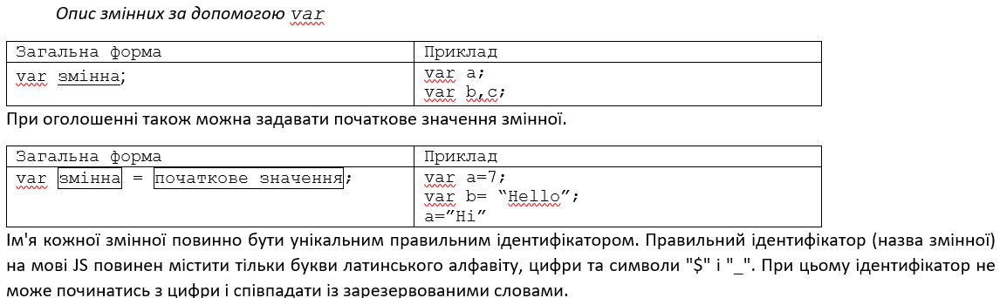 Опис змінних за допомогою var
Загальна форма Приклад
var змінна; var a;
var b,c;
При оголошенні також можна задавати початкове значення змінної.
Загальна форма Приклад
var змінна = початкове значення; var a=7;
var b= “Hello”;
a=”Hi”
Ім'я кожної змінної повинно бути унікальним правильним ідентифікатором. Правильний ідентифікатор (назва змінної)
на мові JS повинен містити тільки букви латинського алфавіту, цифри та символи "$" і "_". При цьому ідентифікатор не
може починатись з цифри і співпадати із зарезервованими словами.